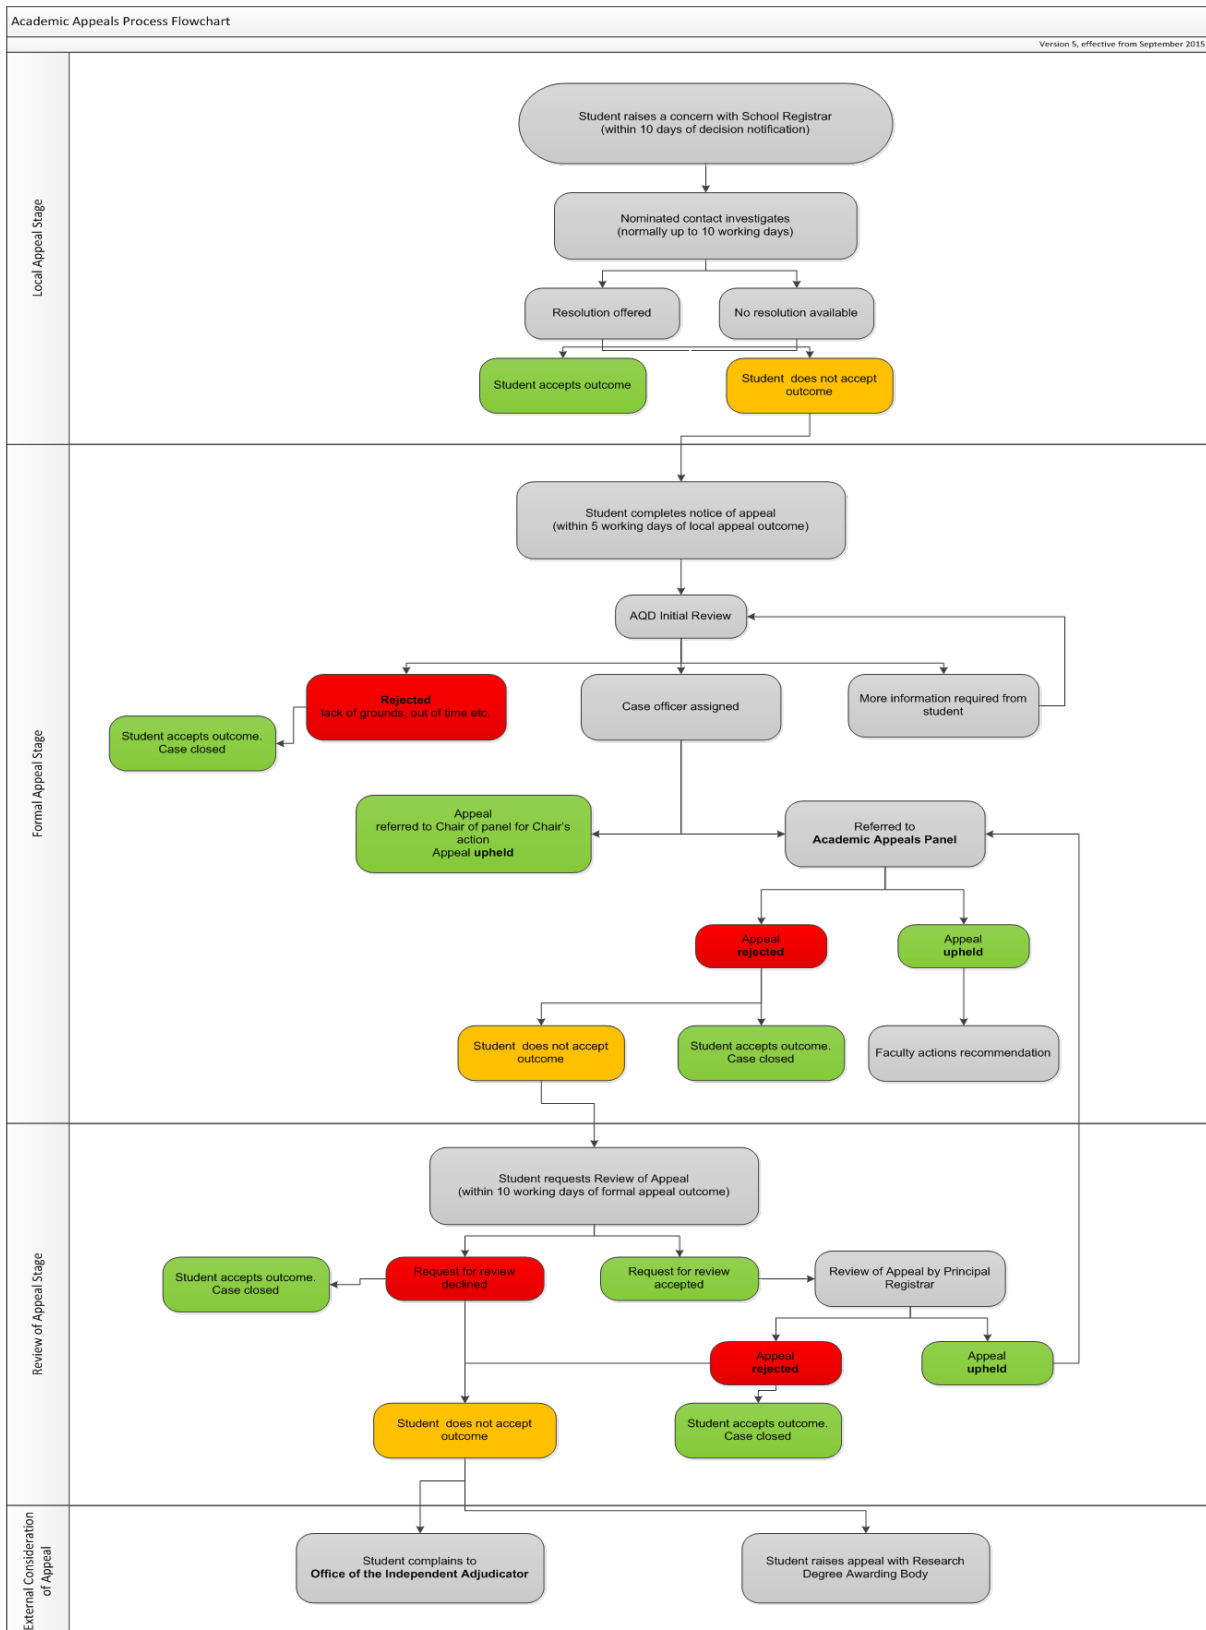 Academic Appeals Process Flowchart
Version 5, effective from September 2015
Local Appeal Stage
Student raises a concern with School Registrar
(within 10 days of decision notification)
Nominated contact investigates
(normally up to 10 working days)
Resolution offered
No resolution available
Student accepts outcome
Student does not accept
outcome
Formal Appeal Stage
Student completes notice of appeal
(within 5 working days of local appeal outcome)
AQD Initial Review
Rejected
lack of grounds, out of time etc.
Case officer assigned
More information required from
student
Student accepts outcome.
Case closed
Appeal
referred to Chair of panel for Chair's
action
Appeal upheld
Referred to
Academic Appeals Panel
Appeal
rejected
Appeal
upheld
Student does not accept
outcome
Student accepts outcome.
Case closed
Faculty actions recommendation
Review of Appeal Stage
Student requests Review of Appeal
(within 10 working days of formal appeal outcome)
Student accepts outcome.
Case closed
Request for review
declined
Request for review
accepted
Review of Appeal by Principal
Registrar
Appeal
rejected
Appeal
upheld
Student does not accept
outcome
Student accepts outcome.
Case closed
External Consideration
of Appeal
Student complains to
Office of the Independent Adjudicator
Student raises appeal with Research
Degree Awarding Body